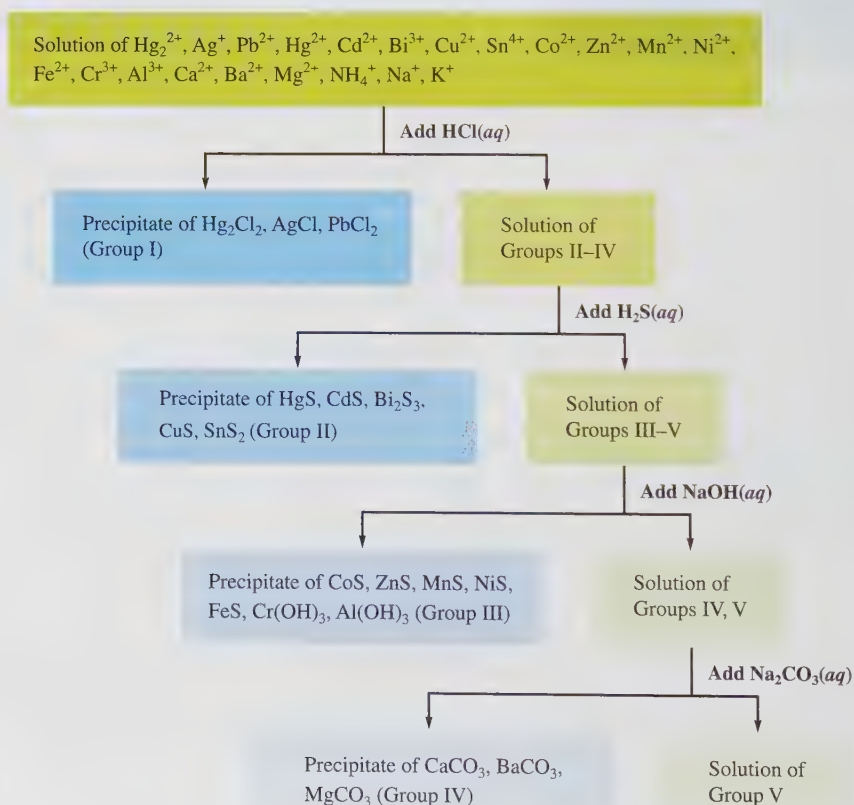 Solution of Hg₂²⁺, Ag⁺, Pb²⁺, Hg²⁺, Cd²⁺, Bi³⁺, Cu²⁺, Sn⁴⁺, Co²⁺, Zn²⁺, Mn²⁺, Ni²⁺,
Fe²⁺, Cr³⁺, Al³⁺, Ca²⁺, Ba²⁺, Mg²⁺, NH₄⁺, Na⁺, K⁺
Add HCl(aq)
Precipitate of Hg₂Cl₂, AgCl, PbCl₂
(Group I)
Solution of
Groups II–IV
Add H₂S(aq)
Precipitate of HgS, CdS, Bi₂S₃,
CuS, SnS₂ (Group II)
Solution of
Groups III–V
Add NaOH(aq)
Precipitate of CoS, ZnS, MnS, NiS,
FeS, Cr(OH)₃, Al(OH)₃ (Group III)
Solution of
Groups IV, V
Add Na₂CO₃(aq)
Precipitate of CaCO₃, BaCO₃,
MgCO₃ (Group IV)
Solution of
Group V